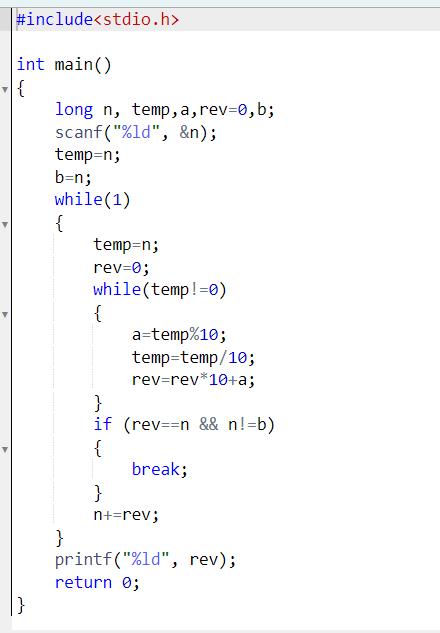 #include<stdio.h>
int main()
{
long n, temp,a,rev=0,b;
scanf("%ld", &n);
temp=n;
b=n;
while(1)
{
temp=n;
rev=0;
while(temp!=0)
{
a=temp%10;
temp=temp/10;
rev=rev*10+a;
}
if (rev==n && n!=b)
{
break;
}
n+=rev;
}
printf("%ld", rev);
return 0;
}